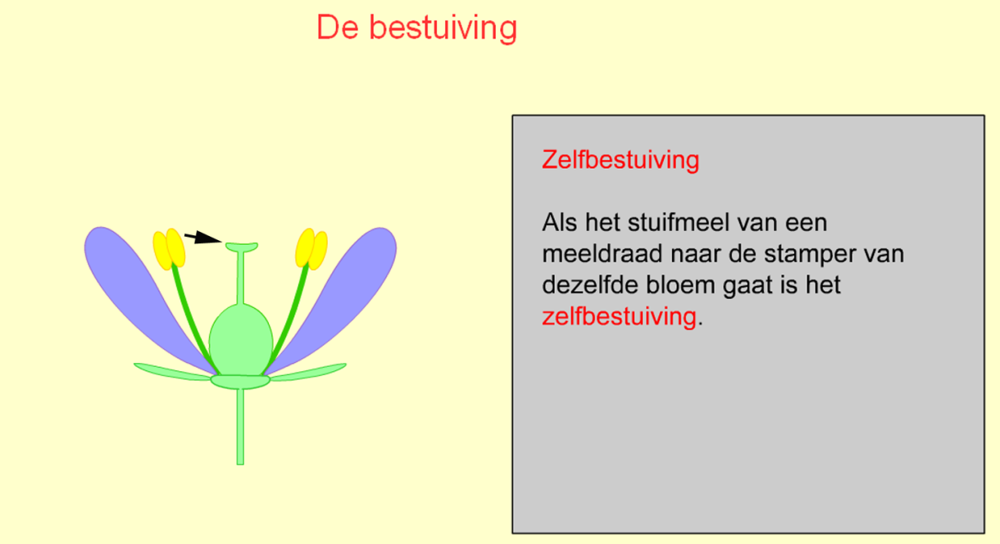 De bestuiving
Zelfbestuiving
Als het stuifmeel van een
meeldraad naar de stamper van
dezelfde bloem gaat is het
zelfbestuiving.